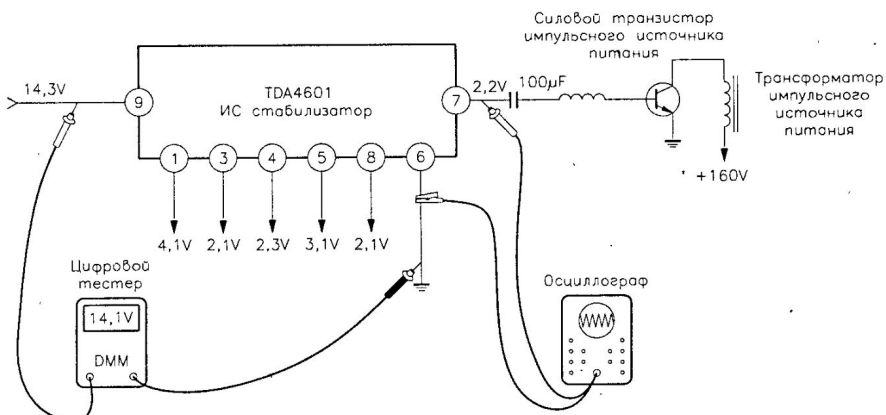 Силовой транзистор
импульсного источника
питания
14,3V
9
TDA4601
ИС стабилизатор
7
2,2V
100µF
Трансформатор
импульсного
источника
питания
+160V
1
3
4
5
8
6
4,1V
2,1V
2,3V
3,1V
2,1V
Цифровой
тестер
14,1V
DMM
Осциллограф